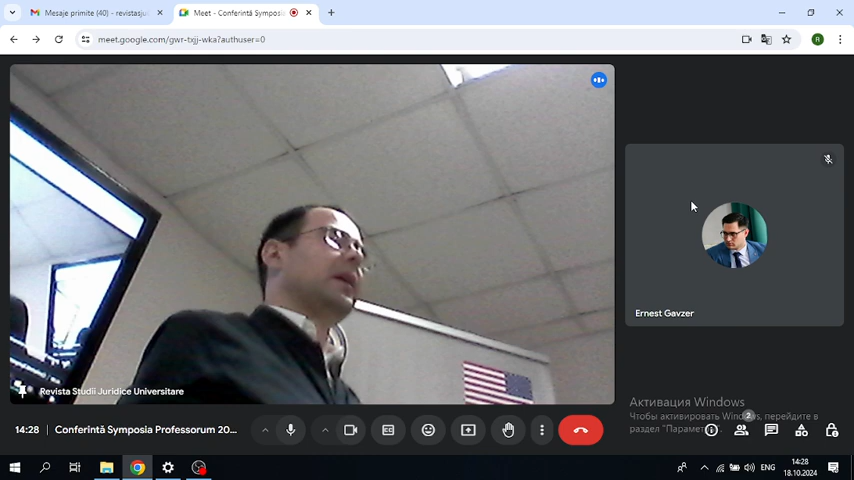 Mesaje primite (40) - revistasjut
Meet - Conferință Symposi
meet.google.com/gwr-txjj-wka?authuser=0
R
Ernest Gavzer
Revista Studii Juridice Universitare
Активация Windows
Чтобы активировать Windows, перейдите в
раздел "Парамет
2
14:28 | Conferință Symposia Professorum 20...
ENG
14:28
18.10.2024